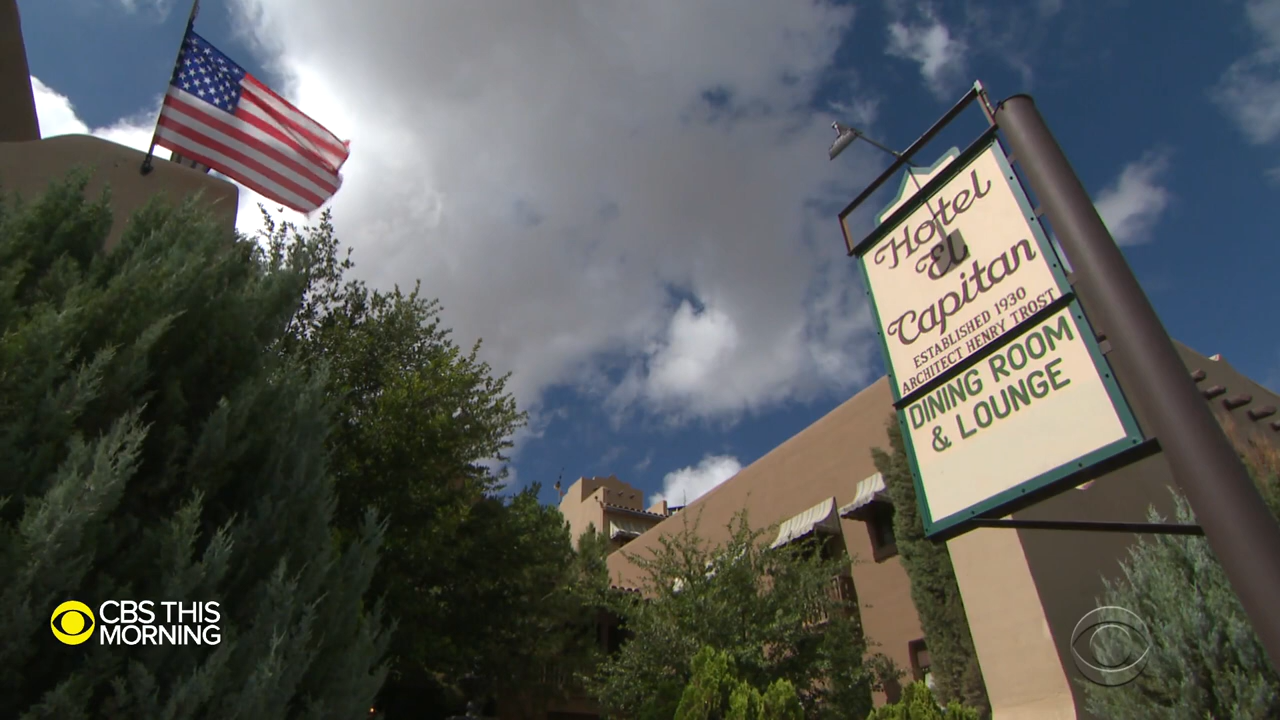 Hotel
El
Capitan
ESTABLISHED 1930
ARCHITECT HENRY TROST
DINING ROOM
& LOUNGE
CBS THIS
MORNING